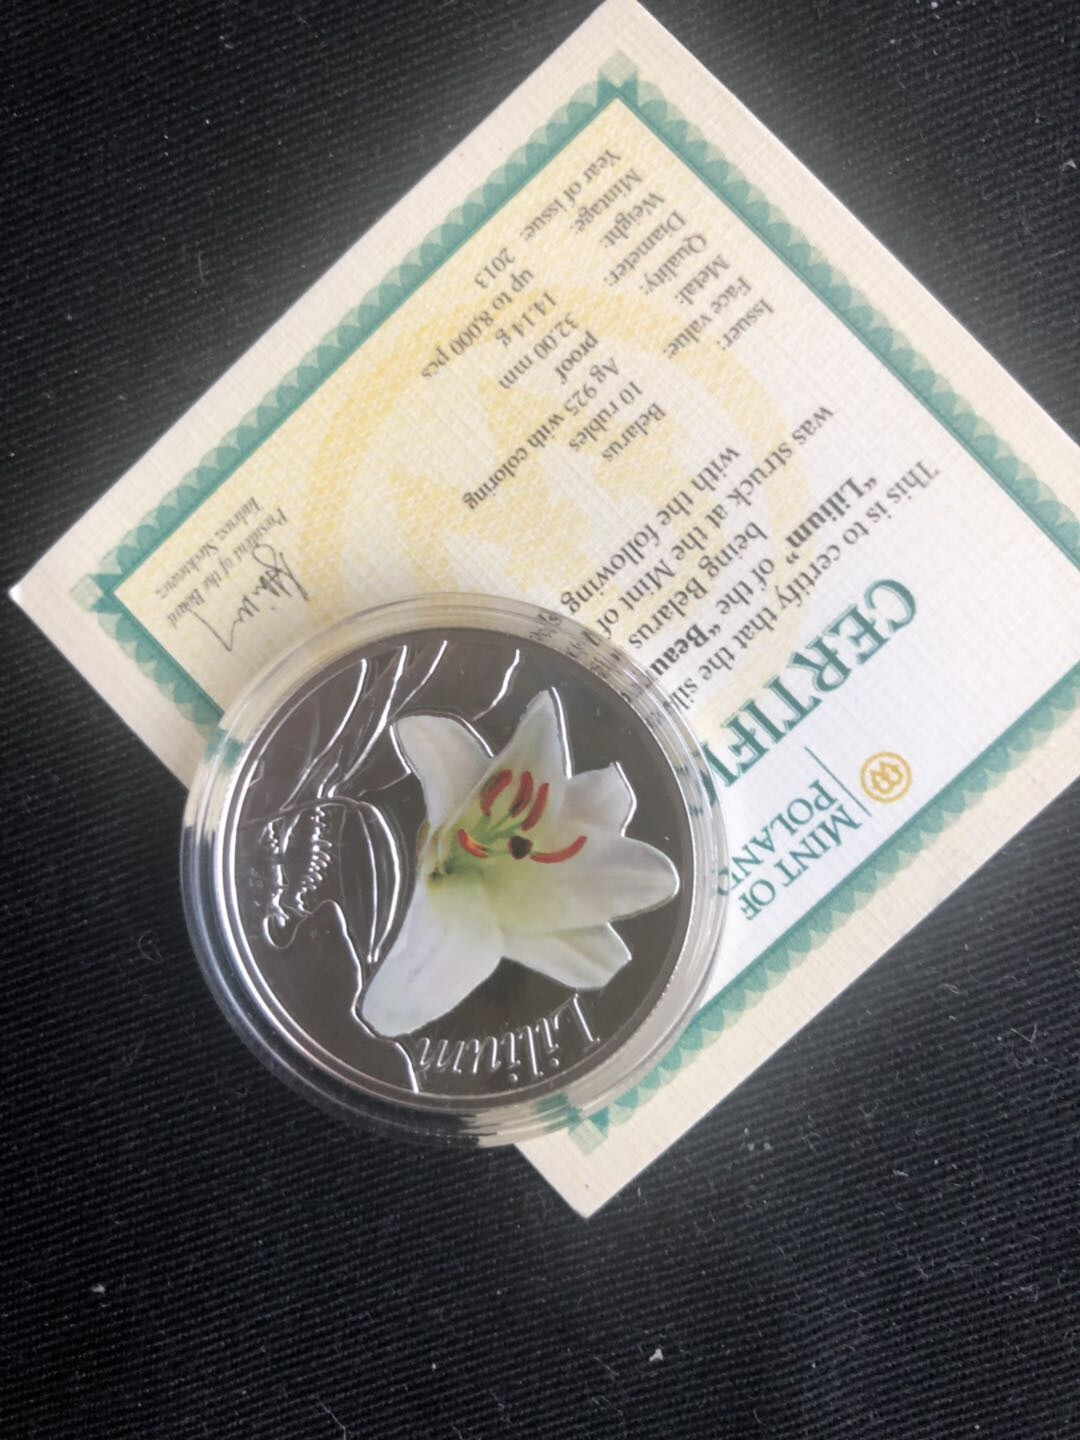 MINT OF
POLAND
CERTIFI
This is to certify that the sil
"Lilium" of the "Beau
being Belarus
was struck at the Mint of
with the following
Issuer: Belarus
Face value: 10 rubles
Metal: Ag 925 with coloring
Quality: proof
Diameter: 32.00 mm
Weight: 14.14 g
Mintage: up to 8,000 pcs
Year of issue: 2013
President of the Board
Lilium